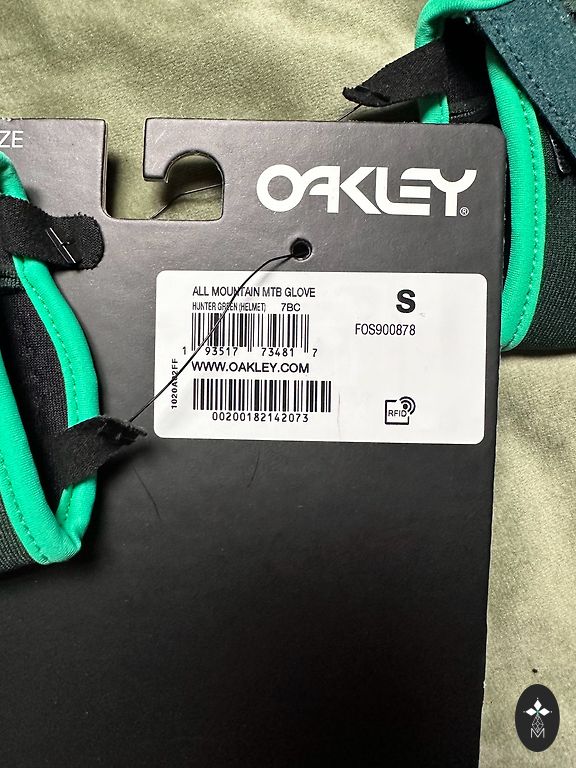 ZE
OAKLEY®
ALL MOUNTAIN MTB GLOVE
S
HUNTER GREEN (HELMET) 7BC
FOS900878
1 93517 73481 7
WWW.OAKLEY.COM
1020A02FF
00200182142073
RFID
M